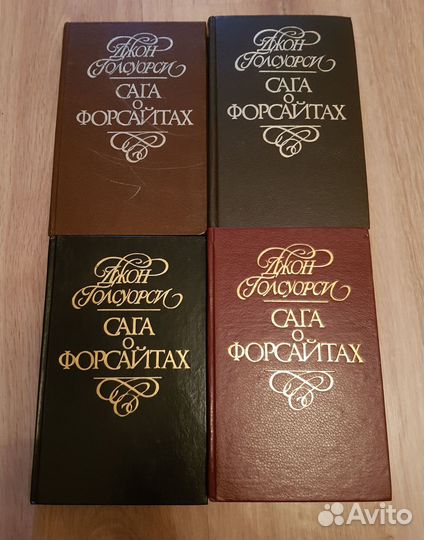 Джон
Голсуорси
САГА
О
ФОРСАЙТАХ
Джон
Голсуорси
САГА
О
ФОРСАЙТАХ
Джон
Голсуорси
САГА
О
ФОРСАЙТАХ
Джон
Голсуорси
САГА
О
ФОРСАЙТАХ
Avito